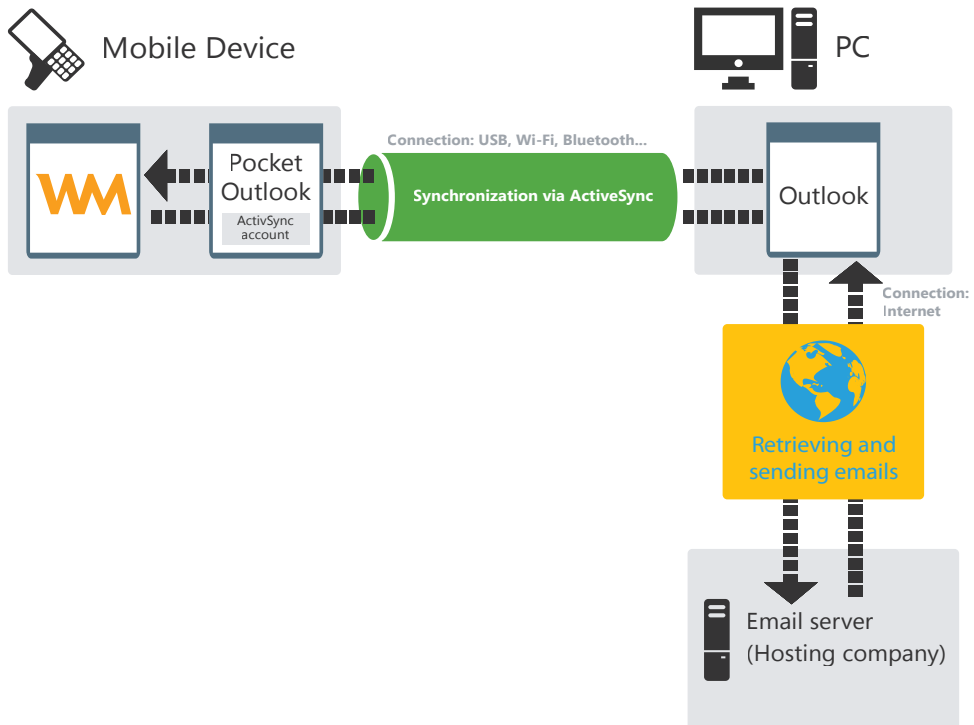 Mobile Device
PC
Connection: USB, Wi-Fi, Bluetooth...
WM
Pocket
Outlook
ActivSync
account
Synchronization via ActiveSync
Outlook
Connection:
Internet
Retrieving and
sending emails
Email server
(Hosting company)